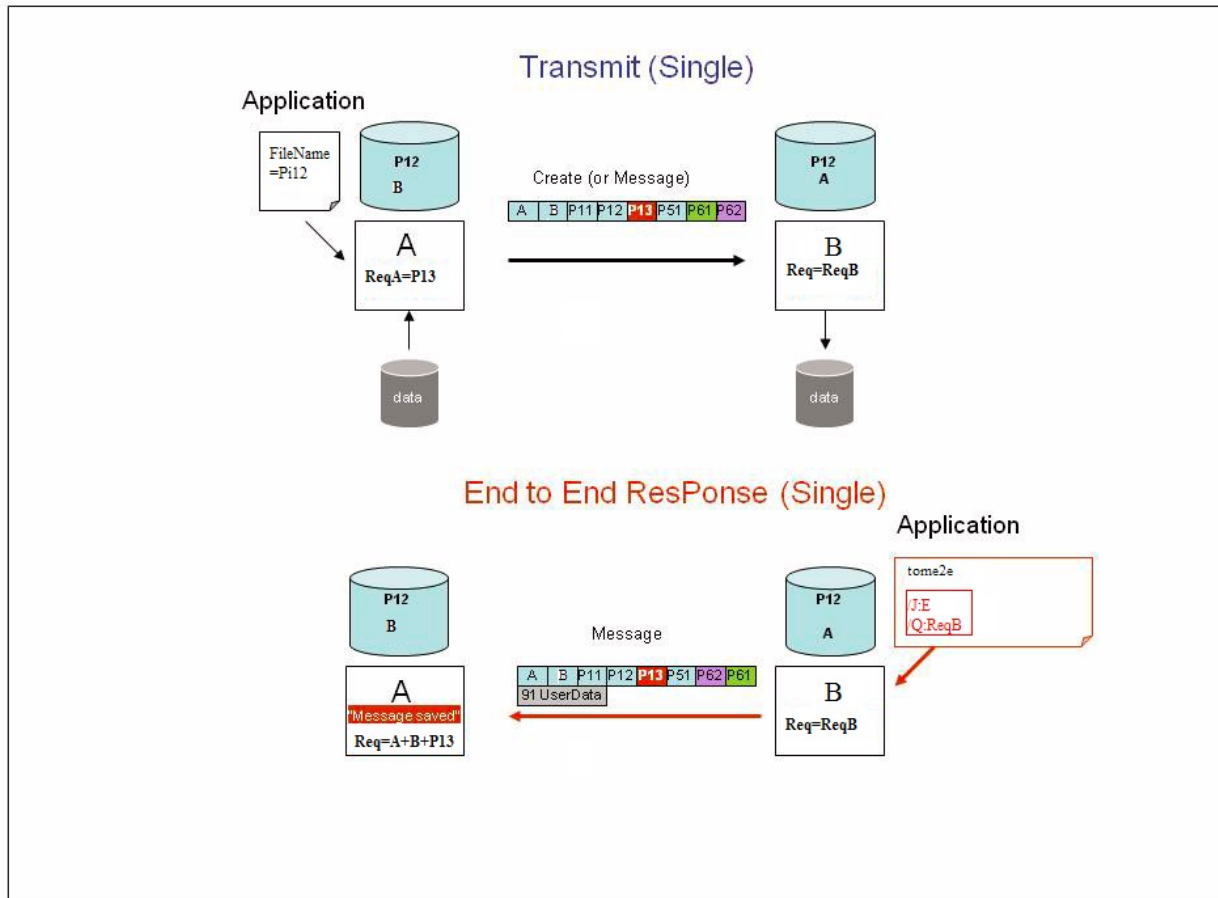 Transmit (Single)
Application
FileName
=Pi12
P12
B
Create (or Message)
A B P11 P12 P13 P51 P61 P62
P12
A
A
ReqA=P13
B
Req=ReqB
data
data
End to End ResPonse (Single)
Application
tome2e
/J:E
/Q:ReqB
P12
B
Message
A B P11 P12 P13 P51 P62 P61
91 UserData
P12
A
A
"Message saved"
Req=A+B+P13
B
Req=ReqB